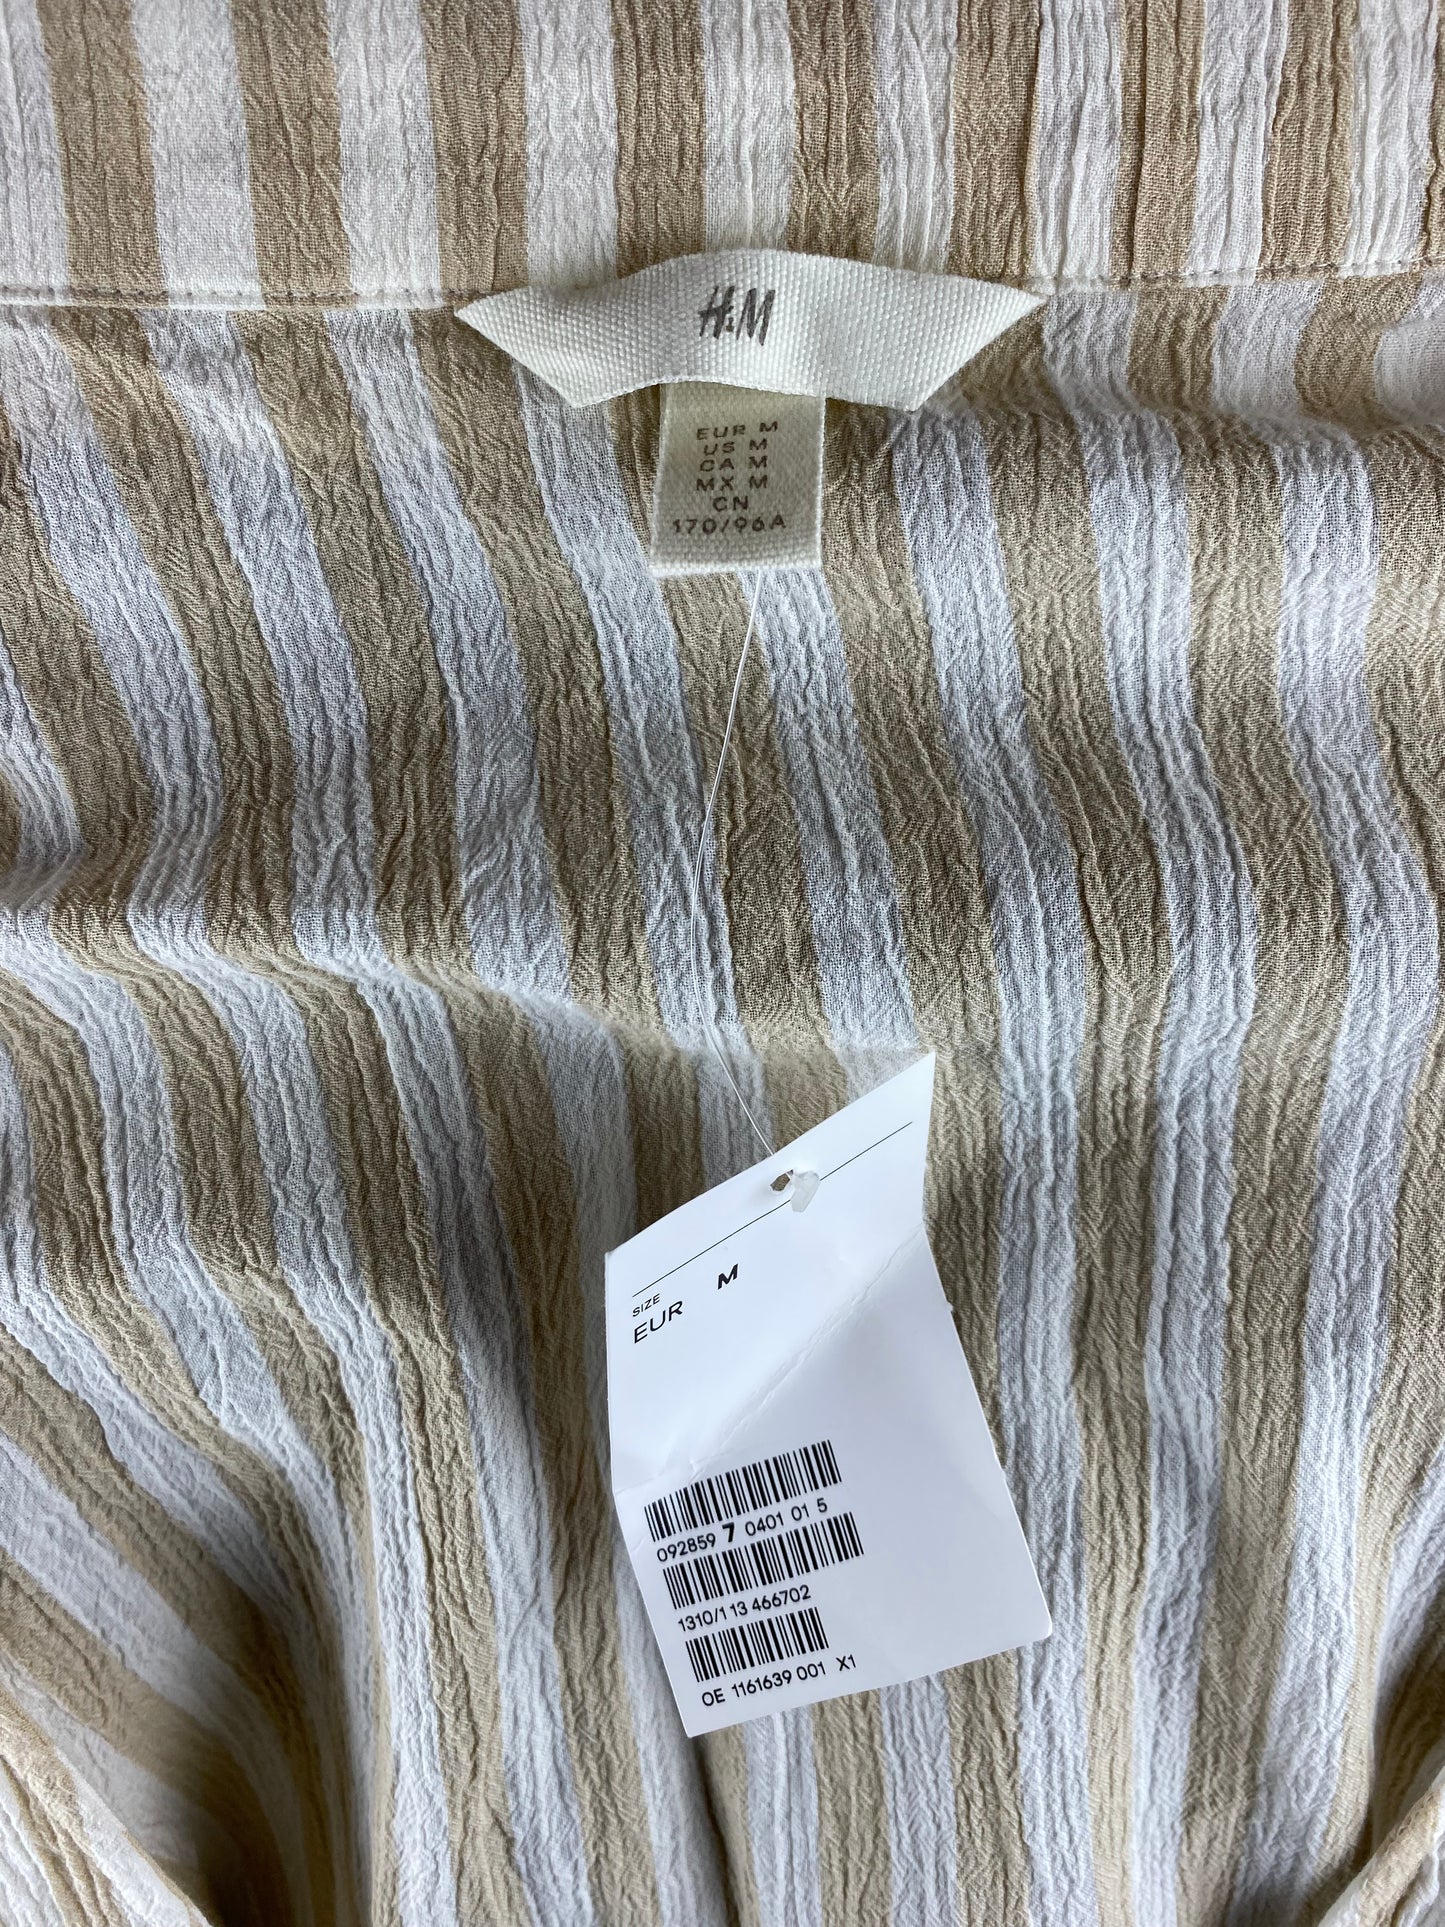 H&M
EUR M
US M
CA M
MX M
CN
170/96A
SIZE
EUR M
092859 7 0401 01 5
1310/1 13 466702
OE 1161639 001 X1